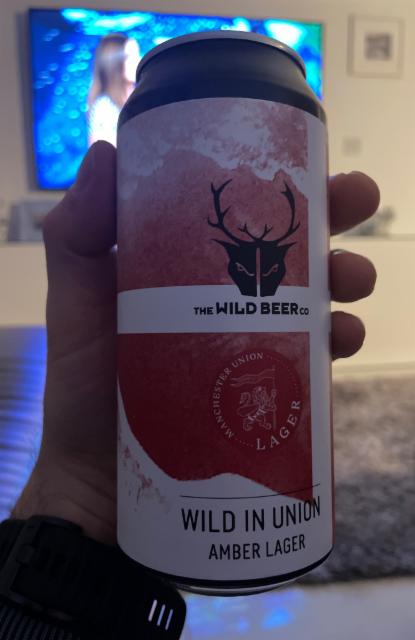 THE WILD BEER CO
MANCHESTER UNION
LAGER
WILD IN UNION
AMBER LAGER